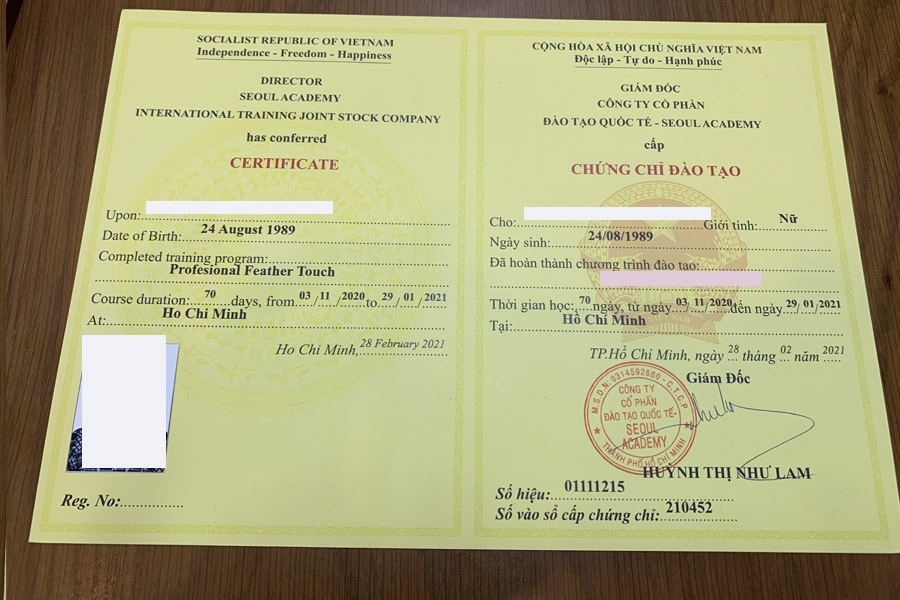 SOCIALIST REPUBLIC OF VIETNAM
Independence - Freedom - Happiness
DIRECTOR
SEOUL ACADEMY
INTERNATIONAL TRAINING JOINT STOCK COMPANY
has conferred
CERTIFICATE
Upon:
Date of Birth: 24 August 1989
Completed training program:
Profesional Feather Touch
Course duration: 70 days, from 03/11/2020 to 29/01/2021
At: Ho Chi Minh
Ho Chi Minh, 28 February 2021
Reg. No:
CỘNG HÒA XÃ HỘI CHỦ NGHĨA VIỆT NAM
Độc lập - Tự do - Hạnh phúc
GIÁM ĐỐC
CÔNG TY CỔ PHẦN
ĐÀO TẠO QUỐC TẾ - SEOUL ACADEMY
cấp
CHỨNG CHỈ ĐÀO TẠO
Cho: Giới tính: Nữ
Ngày sinh: 24/08/1989
Đã hoàn thành chương trình đào tạo:
Thời gian học: 70 ngày, từ ngày 03/11/2020 đến ngày 29/01/2021
Tại: Hồ Chí Minh
TP.Hồ Chí Minh, ngày 28 tháng 02 năm 2021
Giám Đốc
M.S.D.N: 0314592660 - C.T.C.P
CÔNG TY
CỔ PHẦN
ĐÀO TẠO QUỐC TẾ-
SEOUL
ACADEMY
THÀNH PHỐ HỒ CHÍ MINH
HUỲNH THỊ NHƯ LAM
Số hiệu: 01111215
Số vào sổ cấp chứng chỉ: 210452